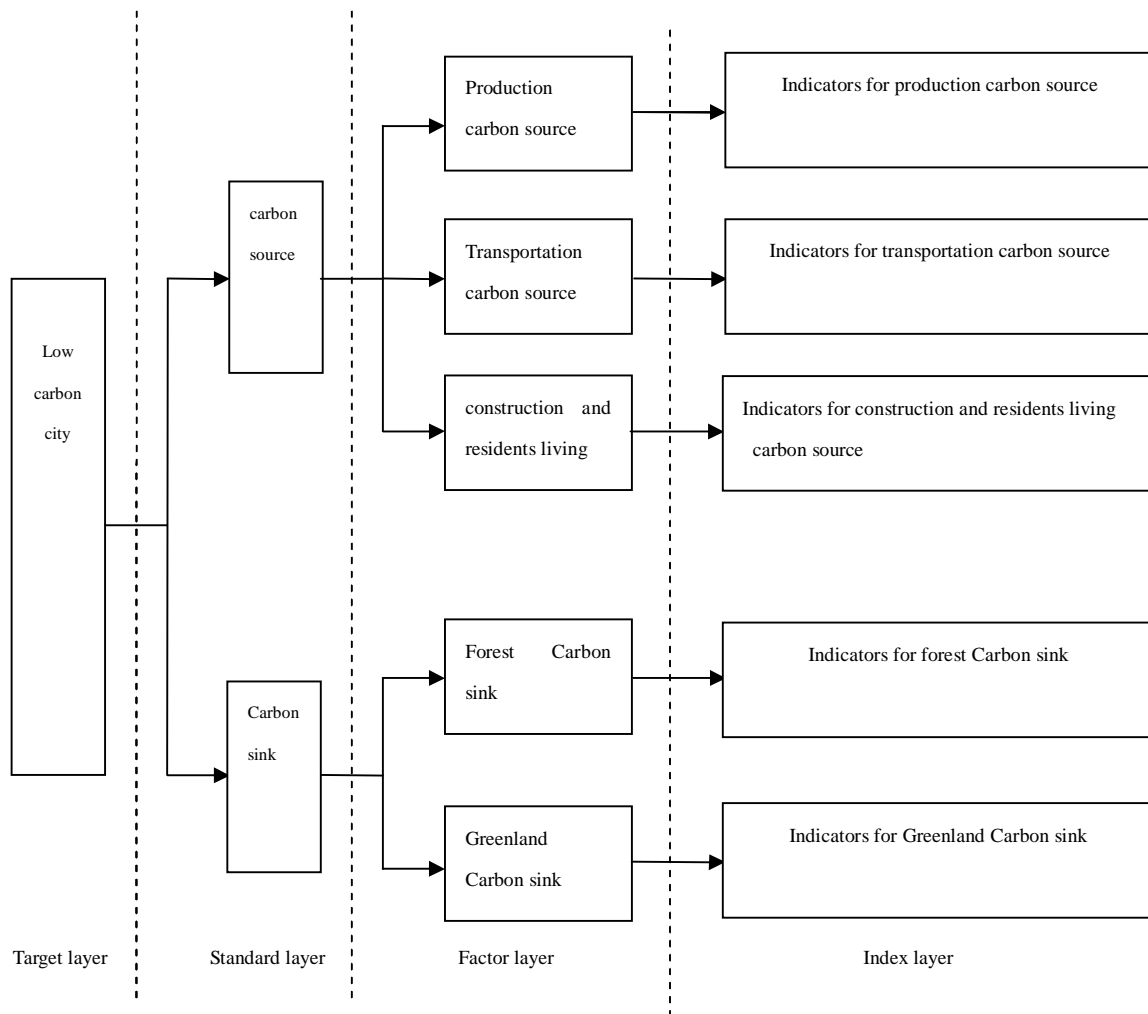 Production
carbon source
Indicators for production carbon source
carbon
source
Transportation
carbon source
Indicators for transportation carbon source
Low
carbon
city
construction and
residents living
Indicators for construction and residents living
carbon source
Forest Carbon
sink
Indicators for forest Carbon sink
Carbon
sink
Greenland
Carbon sink
Indicators for Greenland Carbon sink
Target layer
Standard layer
Factor layer
Index layer